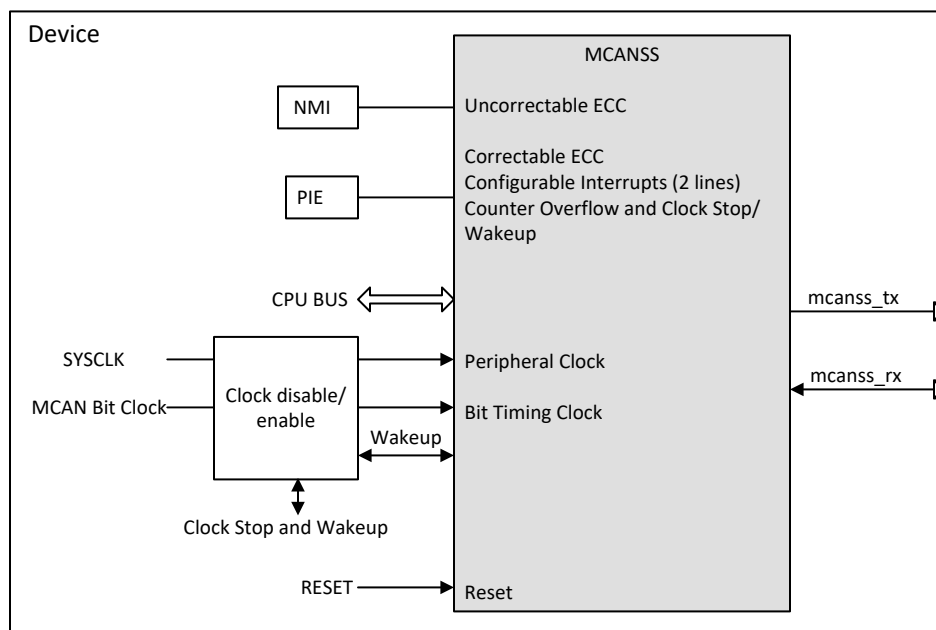 Device
MCANSS
NMI
Uncorrectable ECC
Correctable ECC
PIE
Configurable Interrupts (2 lines)
Counter Overflow and Clock Stop/
Wakeup
CPU BUS
mcanss_tx
SYSCLK
Peripheral Clock
mcanss_rx
Clock disable/
enable
MCAN Bit Clock
Bit Timing Clock
Wakeup
Clock Stop and Wakeup
RESET
Reset